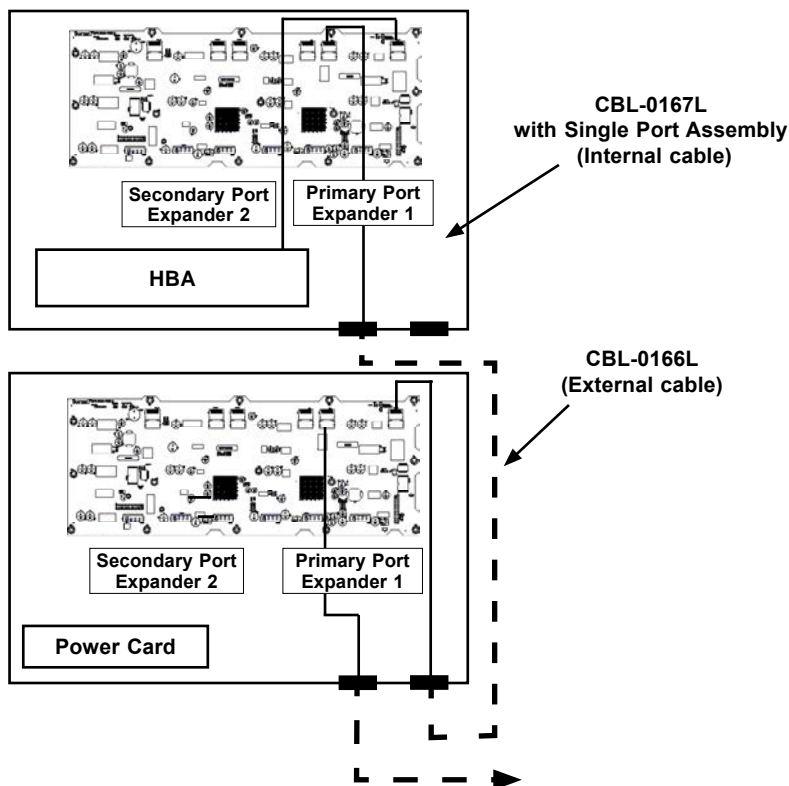 CBL-0167L
with Single Port Assembly
(Internal cable)
Secondary Port
Expander 2
Primary Port
Expander 1
HBA
CBL-0166L
(External cable)
Secondary Port
Expander 2
Primary Port
Expander 1
Power Card